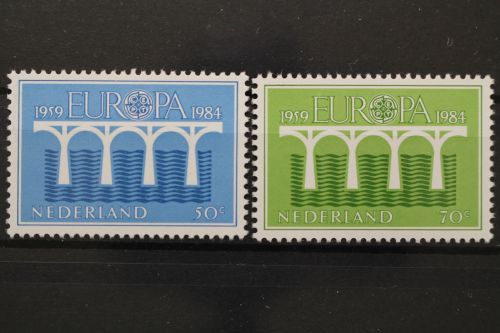 1959 EUROPA 1984
NEDERLAND 50c
1959 EUROPA 1984
NEDERLAND 70c